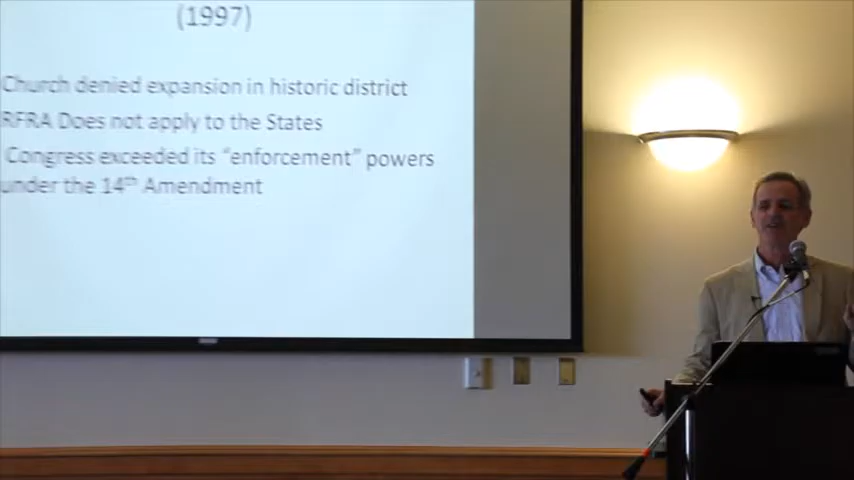 (1997)
Church denied expansion in historic district
RFRA Does not apply to the States
Congress exceeded its “enforcement” powers
under the 14th Amendment